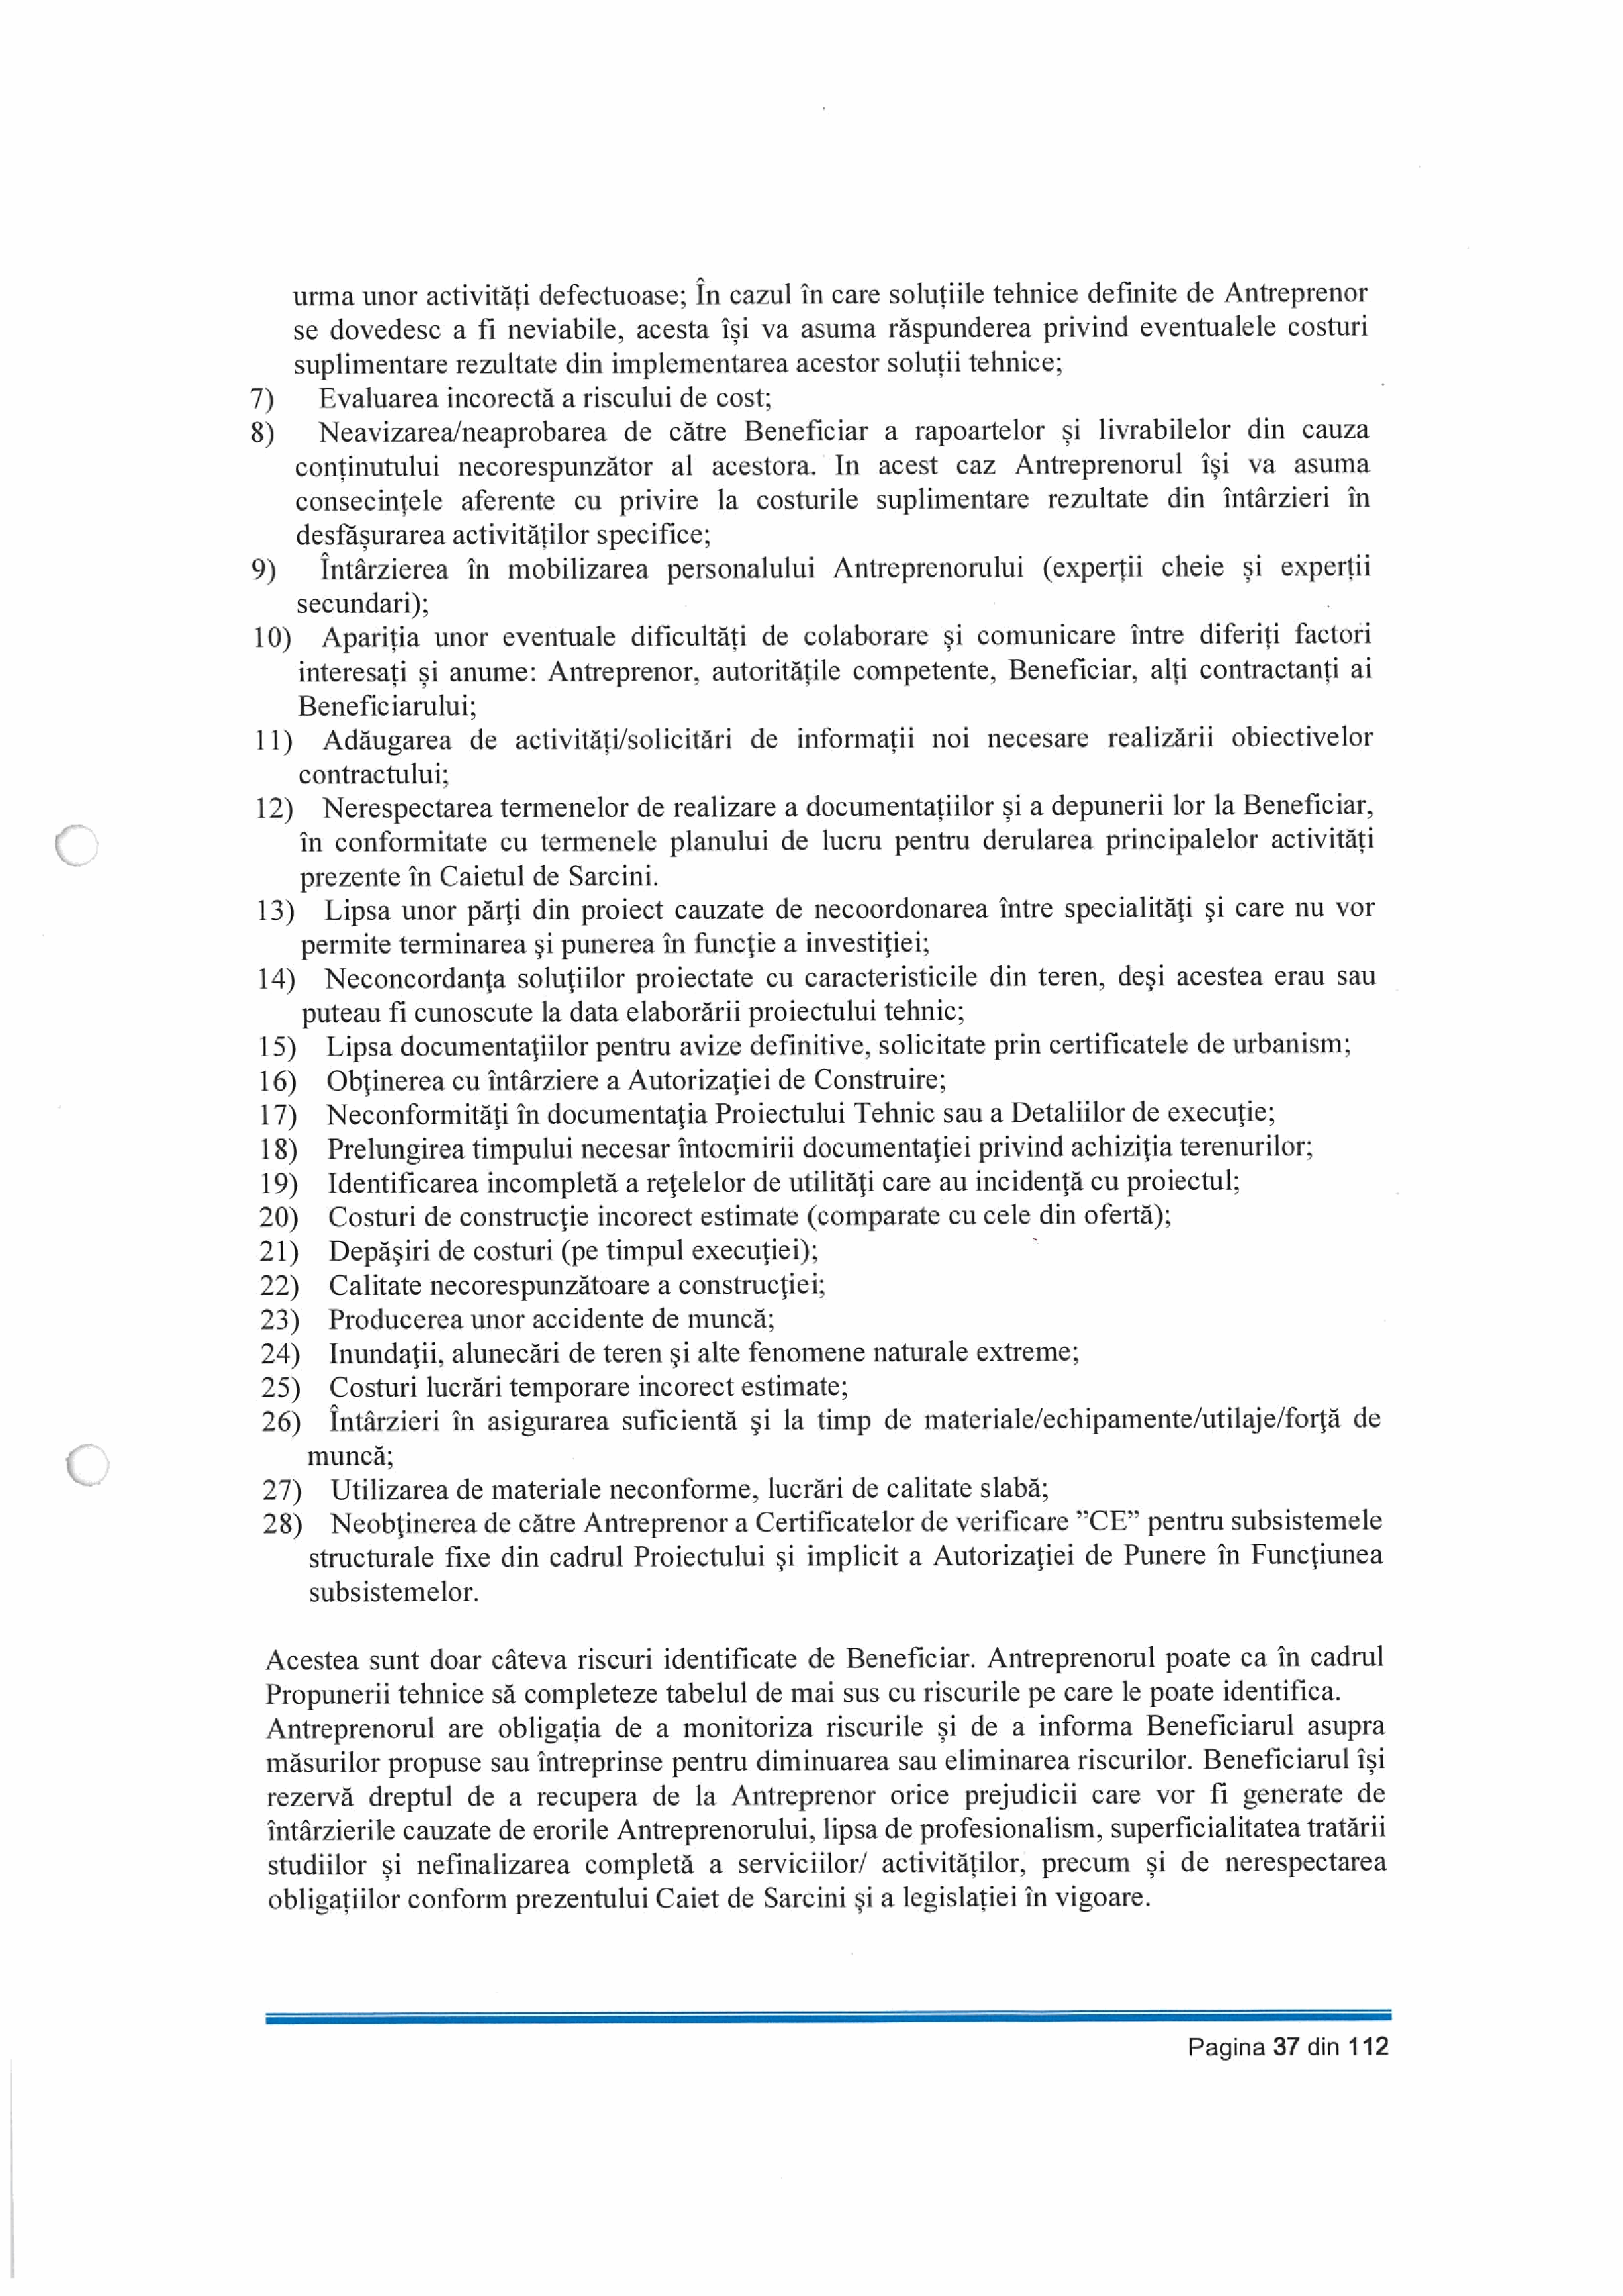 urma unor activități defectuoase; În cazul în care soluțiile tehnice definite de Antreprenor
se dovedesc a fi neviabile, acesta își va asuma răspunderea privind eventualele costuri
suplimentare rezultate din implementarea acestor soluții tehnice;
7) Evaluarea incorectă a riscului de cost;
8) Neavizarea/neaprobarea de către Beneficiar a rapoartelor și livrabilelor din cauza
conținutului necorespunzător al acestora. In acest caz Antreprenorul își va asuma
consecințele aferente cu privire la costurile suplimentare rezultate din întârzieri în
desfășurarea activităților specifice;
9) Întârzierea în mobilizarea personalului Antreprenorului (experții cheie și experții
secundari);
10) Apariția unor eventuale dificultăți de colaborare și comunicare între diferiți factori
interesați și anume: Antreprenor, autoritățile competente, Beneficiar, alți contractanți ai
Beneficiarului;
11) Adăugarea de activități/solicitări de informații noi necesare realizării obiectivelor
contractului;
12) Nerespectarea termenelor de realizare a documentațiilor și a depunerii lor la Beneficiar,
în conformitate cu termenele planului de lucru pentru derularea principalelor activități
prezente în Caietul de Sarcini.
13) Lipsa unor părţi din proiect cauzate de necoordonarea între specialităţi şi care nu vor
permite terminarea şi punerea în funcţie a investiţiei;
14) Neconcordanţa soluţiilor proiectate cu caracteristicile din teren, deşi acestea erau sau
puteau fi cunoscute la data elaborării proiectului tehnic;
15) Lipsa documentaţiilor pentru avize definitive, solicitate prin certificatele de urbanism;
16) Obţinerea cu întârziere a Autorizaţiei de Construire;
17) Neconformităţi în documentaţia Proiectului Tehnic sau a Detaliilor de execuţie;
18) Prelungirea timpului necesar întocmirii documentaţiei privind achiziţia terenurilor;
19) Identificarea incompletă a reţelelor de utilităţi care au incidenţă cu proiectul;
20) Costuri de construcţie incorect estimate (comparate cu cele din ofertă);
21) Depăşiri de costuri (pe timpul execuţiei);
22) Calitate necorespunzătoare a construcţiei;
23) Producerea unor accidente de muncă;
24) Inundaţii, alunecări de teren şi alte fenomene naturale extreme;
25) Costuri lucrări temporare incorect estimate;
26) Întârzieri în asigurarea suficientă şi la timp de materiale/echipamente/utilaje/forţă de
muncă;
27) Utilizarea de materiale neconforme, lucrări de calitate slabă;
28) Neobţinerea de către Antreprenor a Certificatelor de verificare ”CE” pentru subsistemele
structurale fixe din cadrul Proiectului şi implicit a Autorizaţiei de Punere în Funcţiunea
subsistemelor.
Acestea sunt doar câteva riscuri identificate de Beneficiar. Antreprenorul poate ca în cadrul
Propunerii tehnice să completeze tabelul de mai sus cu riscurile pe care le poate identifica.
Antreprenorul are obligația de a monitoriza riscurile și de a informa Beneficiarul asupra
măsurilor propuse sau întreprinse pentru diminuarea sau eliminarea riscurilor. Beneficiarul își
rezervă dreptul de a recupera de la Antreprenor orice prejudicii care vor fi generate de
întârzierile cauzate de erorile Antreprenorului, lipsa de profesionalism, superficialitatea tratării
studiilor și nefinalizarea completă a serviciilor/ activităților, precum și de nerespectarea
obligațiilor conform prezentului Caiet de Sarcini și a legislației în vigoare.
Pagina 37 din 112